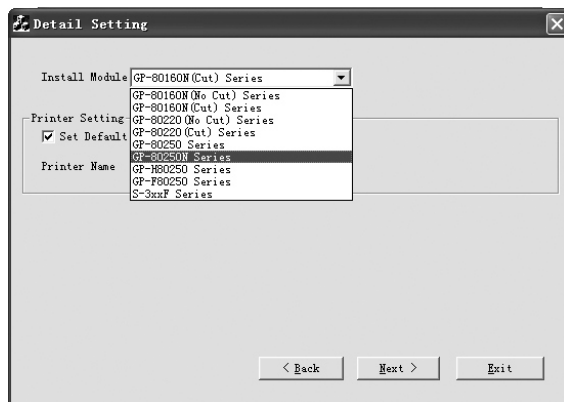 Detail Setting
Install Module GP-80160N(Cut) Series
GP-80160N(No Cut) Series
GP-80160N(Cut) Series
Printer Setting GP-80220(No Cut) Series
Set Default GP-80220(Cut) Series
GP-80250 Series
GP-80250N Series
Printer Name GP-H80250 Series
GP-F80250 Series
S-3xxF Series
< Back Next > Exit